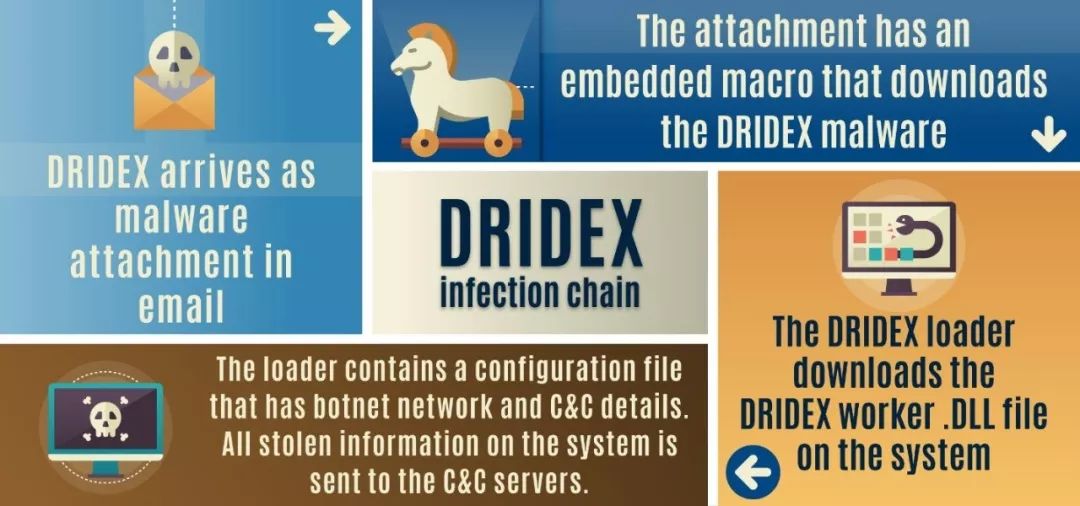 DRIDEX arrives as
malware
attachment in
email
The attachment has an
embedded macro that downloads
the DRIDEX malware
DRIDEX
infection chain
The DRIDEX loader
downloads the
DRIDEX worker .DLL file
on the system
The loader contains a configuration file
that has botnet network and C&C details.
All stolen information on the system is
sent to the C&C servers.